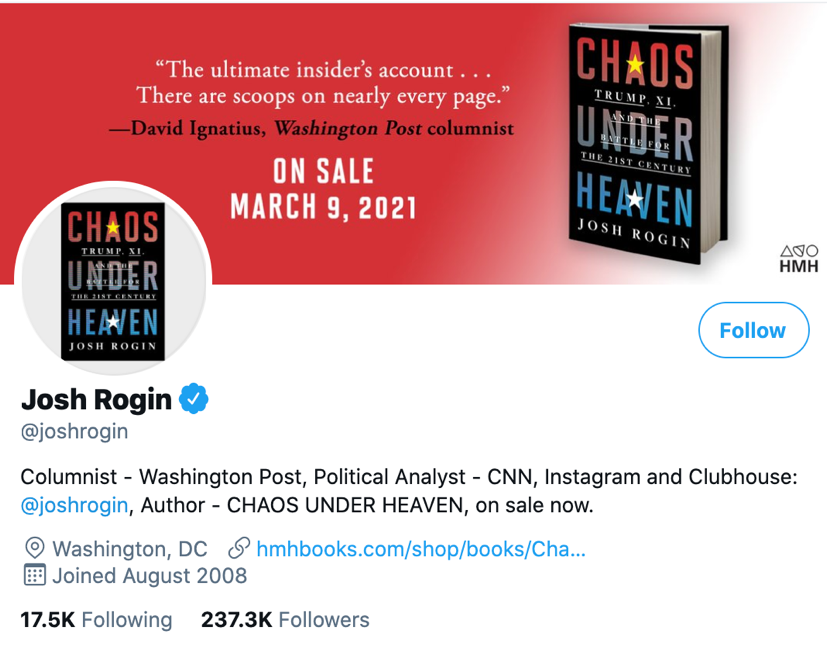 “The ultimate insider’s account . . .
There are scoops on nearly every page.”
—David Ignatius, Washington Post columnist
ON SALE
MARCH 9, 2021
CHAOS
TRUMP, XI,
AND THE
UNDER
BATTLE FOR
THE 21ST CENTURY
HEAVEN
JOSH ROGIN
HMH
CHAOS
TRUMP, XI,
AND THE
UNDER
BATTLE FOR
THE 21ST CENTURY
HEAVEN
JOSH ROGIN
Follow
Josh Rogin
@joshrogin
Columnist - Washington Post, Political Analyst - CNN, Instagram and Clubhouse:
@joshrogin, Author - CHAOS UNDER HEAVEN, on sale now.
Washington, DC hmhbooks.com/shop/books/Cha...
Joined August 2008
17.5K Following 237.3K Followers